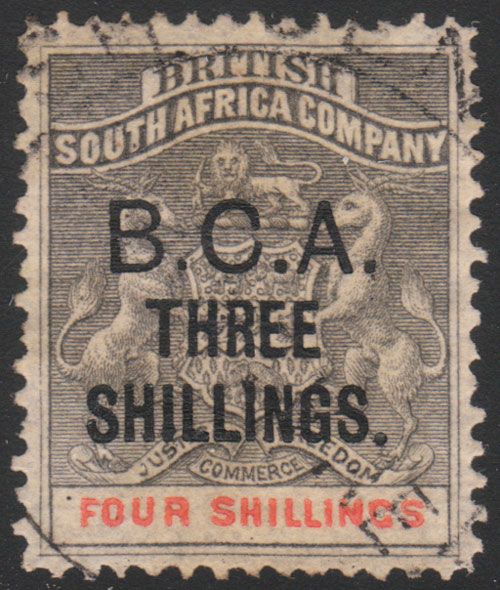 BRITISH
SOUTH AFRICA COMPANY
B.C.A.
THREE
SHILLINGS.
COMMERCE
FOUR SHILLINGS